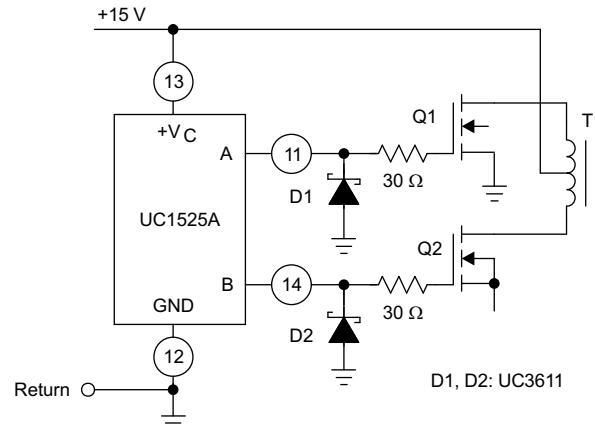 +15 V
13
+VC
A
11
Q1
T
30 Ω
D1
UC1525A
B
14
Q2
30 Ω
GND
D2
12
D1, D2: UC3611
Return